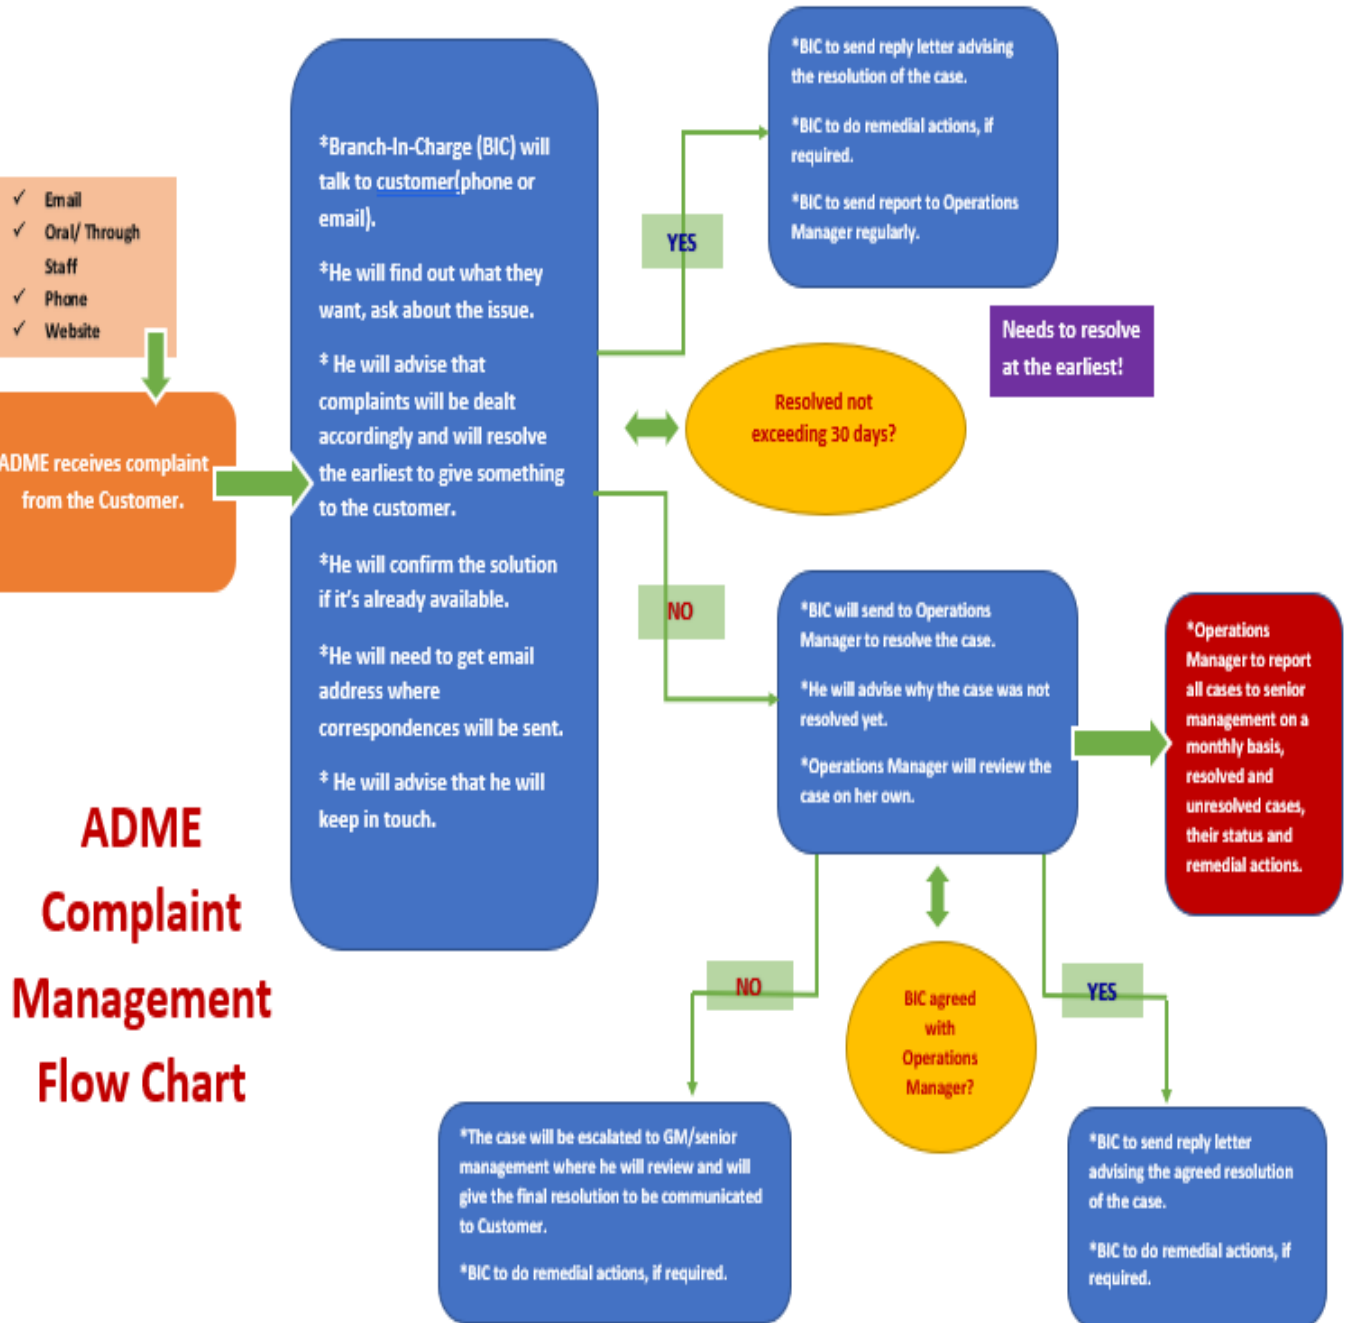 ✓ Email
✓ Oral/ Through
Staff
✓ Phone
✓ Website
ADME receives complaint
from the Customer.
*Branch-In-Charge (BIC) will
talk to customer(phone or
email).
*He will find out what they
want, ask about the issue.
* He will advise that
complaints will be dealt
accordingly and will resolve
the earliest to give something
to the customer.
*He will confirm the solution
if it's already available.
*He will need to get email
address where
correspondences will be sent.
* He will advise that he will
keep in touch.
YES
*BIC to send reply letter advising
the resolution of the case.
*BIC to do remedial actions, if
required.
*BIC to send report to Operations
Manager regularly.
Needs to resolve
at the earliest!
Resolved not
exceeding 30 days?
NO
*BIC will send to Operations
Manager to resolve the case.
*He will advise why the case was not
resolved yet.
*Operations Manager will review the
case on her own.
*Operations
Manager to report
all cases to senior
management on a
monthly basis,
resolved and
unresolved cases,
their status and
remedial actions.
ADME
Complaint
Management
Flow Chart
NO
BIC agreed
with
Operations
Manager?
YES
*The case will be escalated to GM/senior
management where he will review and will
give the final resolution to be communicated
to Customer.
*BIC to do remedial actions, if required.
*BIC to send reply letter
advising the agreed resolution
of the case.
*BIC to do remedial actions, if
required.